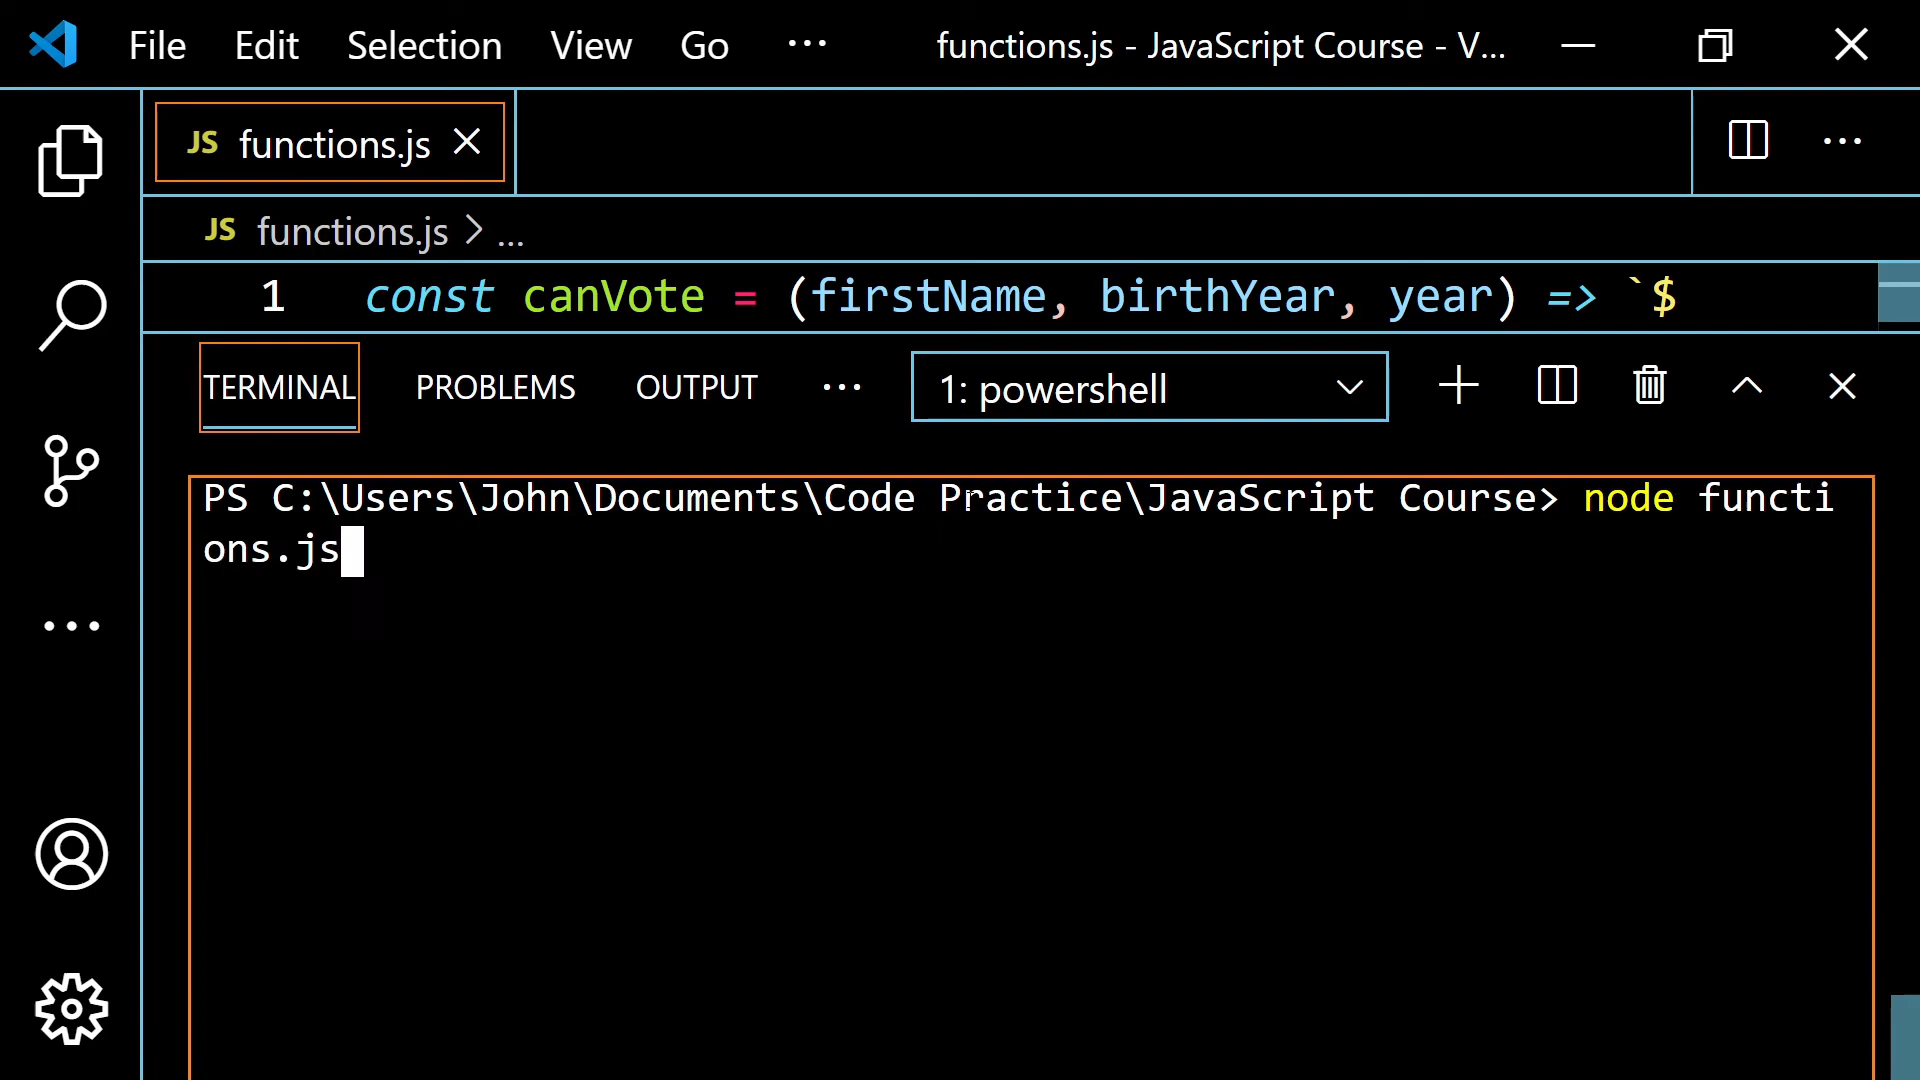 File Edit Selection View Go ... functions.js - JavaScript Course - V...
JS functions.js
JS functions.js > ...
1 const canVote = (firstName, birthYear, year) => `$
TERMINAL PROBLEMS OUTPUT ... 1: powershell
PS C:\Users\John\Documents\Code Practice\JavaScript Course> node functi
ons.js